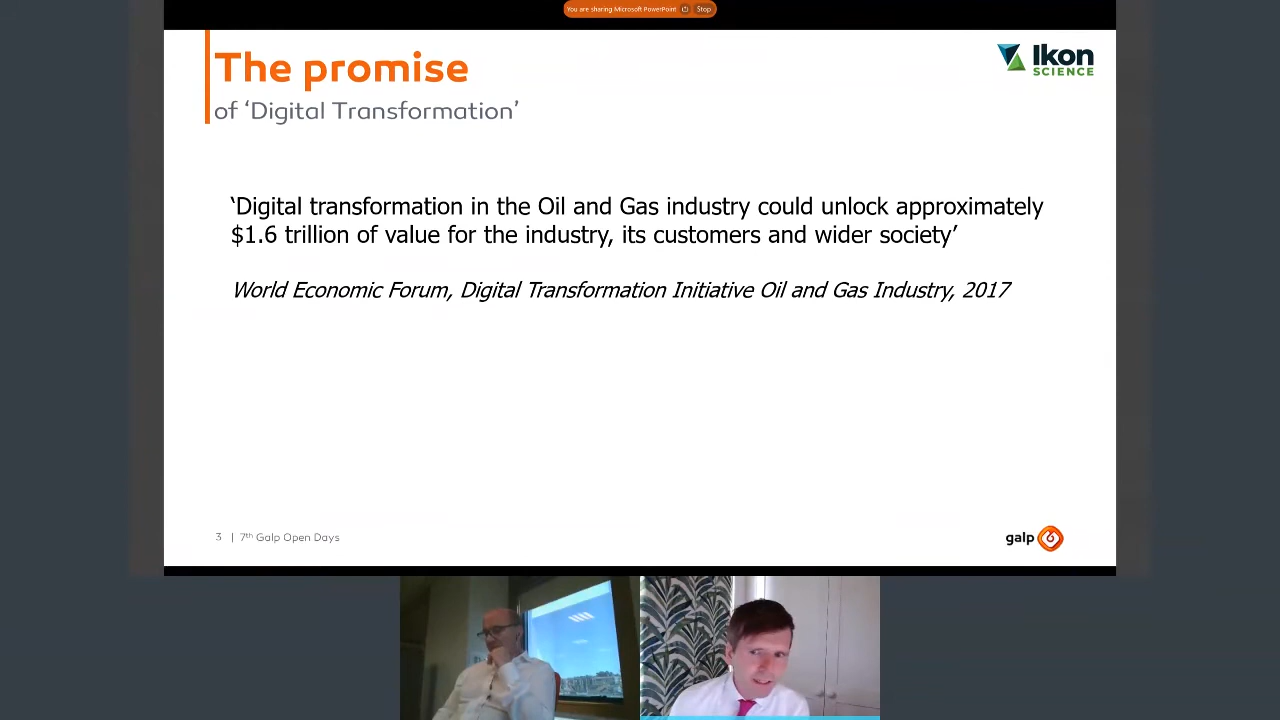 You are sharing Microsoft PowerPoint Stop
The promise
of ‘Digital Transformation’
Ikon
SCIENCE
‘Digital transformation in the Oil and Gas industry could unlock approximately
$1.6 trillion of value for the industry, its customers and wider society’
World Economic Forum, Digital Transformation Initiative Oil and Gas Industry, 2017
3 | 7th Galp Open Days
galp